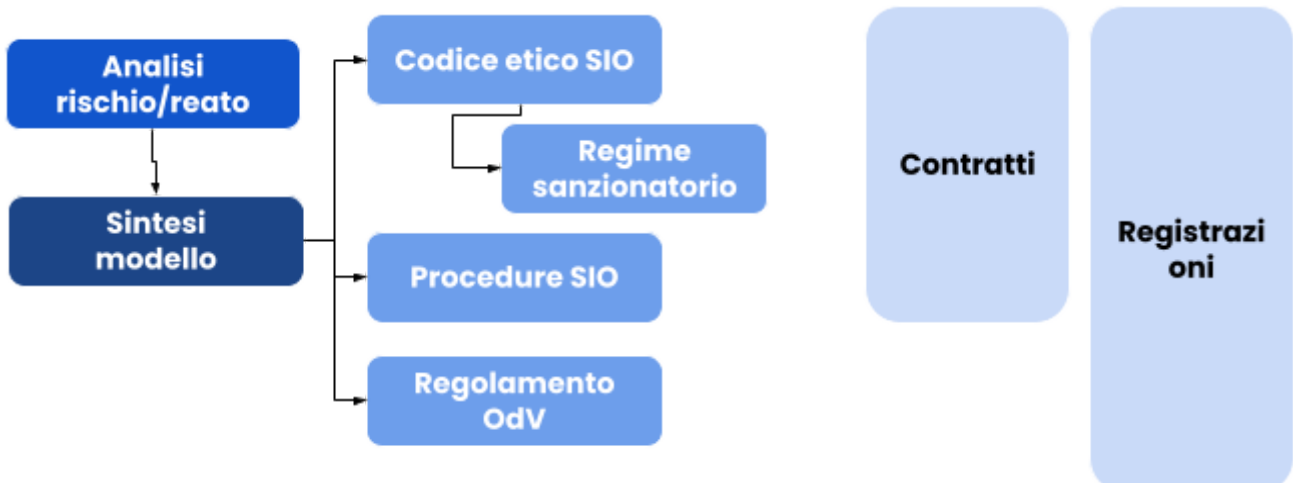 Analisi
rischio/reato
Sintesi
modello
Codice etico SIO
Regime
sanzionatorio
Procedure SIO
Regolamento
OdV
Contratti
Registrazi
oni